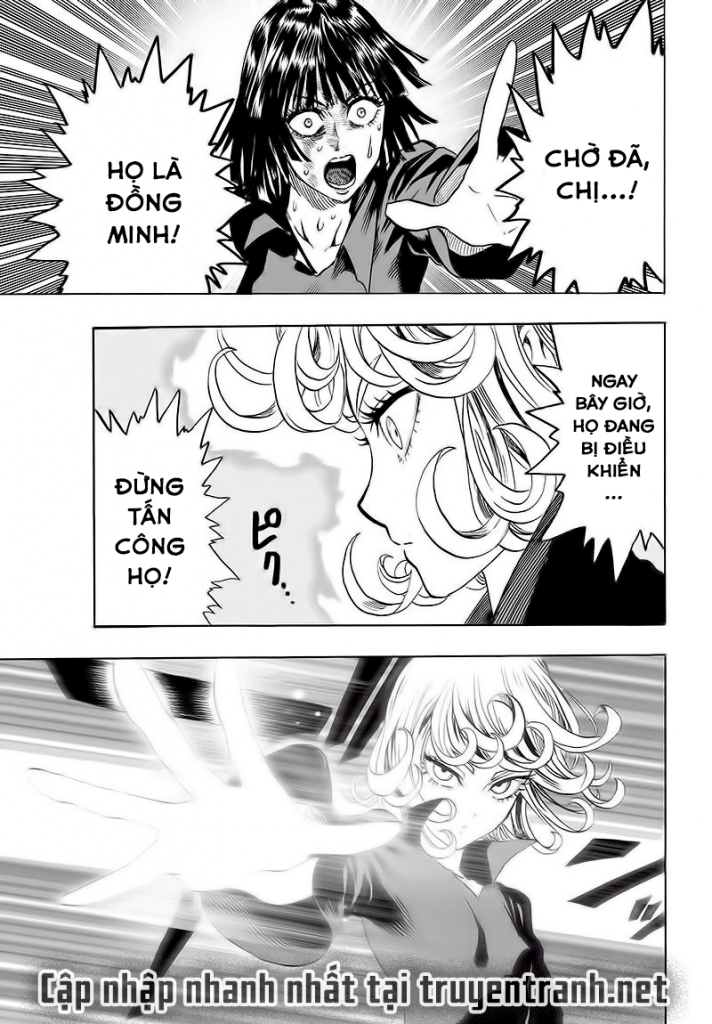 CHỜ ĐÃ,
CHỊ...!
HỌ LÀ
ĐỒNG
MINH!
NGAY
BÂY GIỜ,
HỌ ĐANG
BỊ ĐIỀU
KHIỂN
...
ĐỪNG
TẤN
CÔNG
HỌ!
ピク...
Cập nhập nhanh nhất tại truyentranh.net